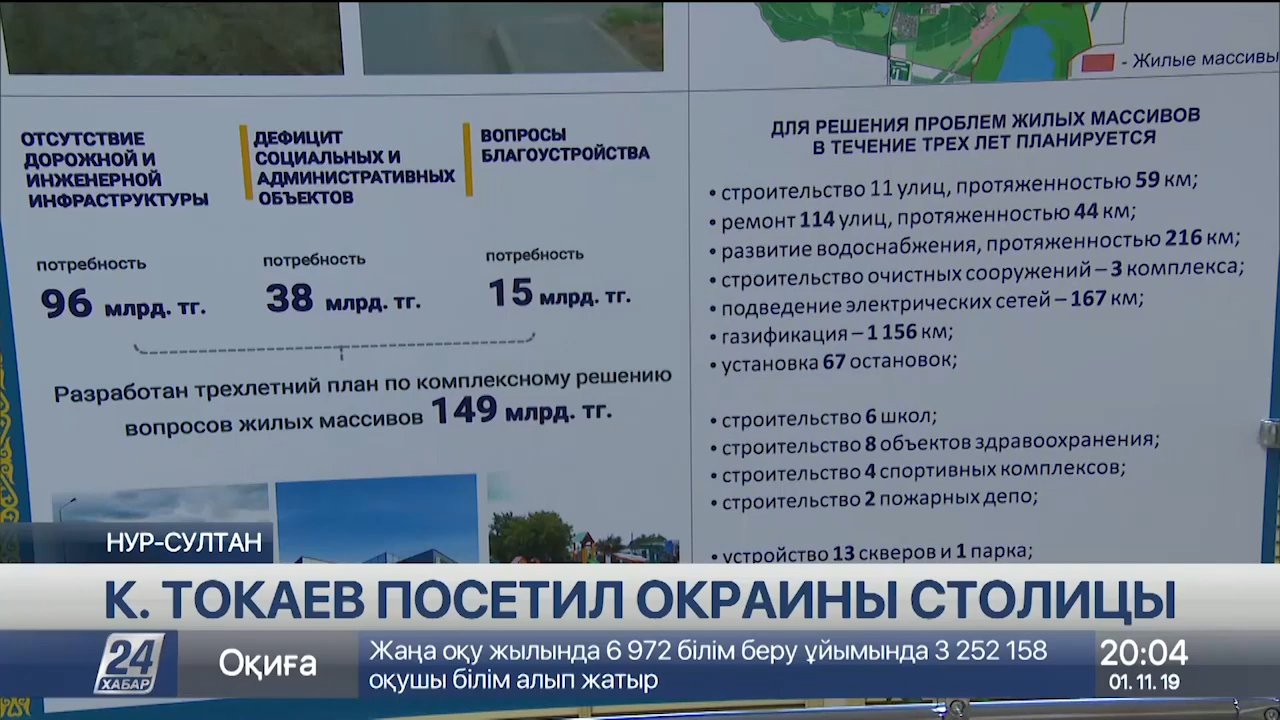 - Жилые массивы
ОТСУТСТВИЕ
ДОРОЖНОЙ И
ИНЖЕНЕРНОЙ
ИНФРАСТРУКТУРЫ
потребность
96 млрд. тг.
ДЕФИЦИТ
СОЦИАЛЬНЫХ И
АДМИНИСТРАТИВНЫХ
ОБЪЕКТОВ
потребность
38 млрд. тг.
ВОПРОСЫ
БЛАГОУСТРОЙСТВА
потребность
15 млрд. тг.
Разработан трехлетний план по комплексному решению
вопросов жилых массивов 149 млрд. тг.
ДЛЯ РЕШЕНИЯ ПРОБЛЕМ ЖИЛЫХ МАССИВОВ
В ТЕЧЕНИЕ ТРЕХ ЛЕТ ПЛАНИРУЕТСЯ
• строительство 11 улиц, протяженностью 59 км;
• ремонт 114 улиц, протяженностью 44 км;
• развитие водоснабжения, протяженностью 216 км;
• строительство очистных сооружений – 3 комплекса;
• подведение электрических сетей – 167 км;
• газификация – 1 156 км;
• установка 67 остановок;
• строительство 6 школ;
• строительство 8 объектов здравоохранения;
• строительство 4 спортивных комплексов;
• строительство 2 пожарных депо;
• устройство 13 скверов и 1 парка;
НУР-СУЛТАН
К. ТОКАЕВ ПОСЕТИЛ ОКРАИНЫ СТОЛИЦЫ
24
ХАБАР
Оқиға
Жаңа оқу жылында 6 972 білім беру ұйымында 3 252 158
оқушы білім алып жатыр
20:04
01.11.19